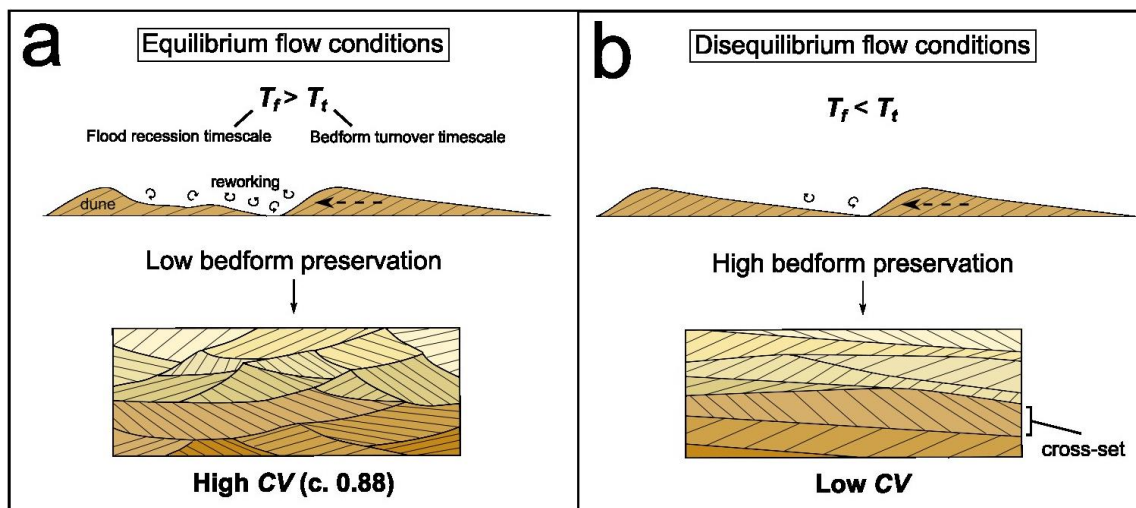 a
Equilibrium flow conditions
T_f > T_t
Flood recession timescale
Bedform turnover timescale
reworking
dune
Low bedform preservation
High CV (c. 0.88)
b
Disequilibrium flow conditions
T_f < T_t
High bedform preservation
cross-set
Low CV